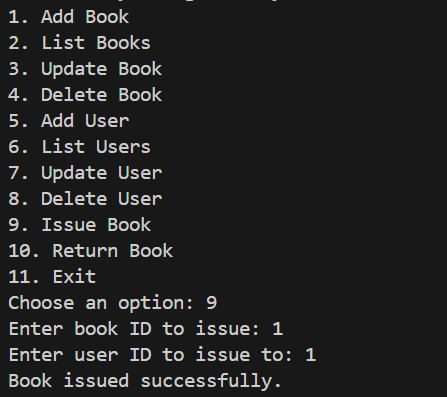 1. Add Book
2. List Books
3. Update Book
4. Delete Book
5. Add User
6. List Users
7. Update User
8. Delete User
9. Issue Book
10. Return Book
11. Exit
Choose an option: 9
Enter book ID to issue: 1
Enter user ID to issue to: 1
Book issued successfully.